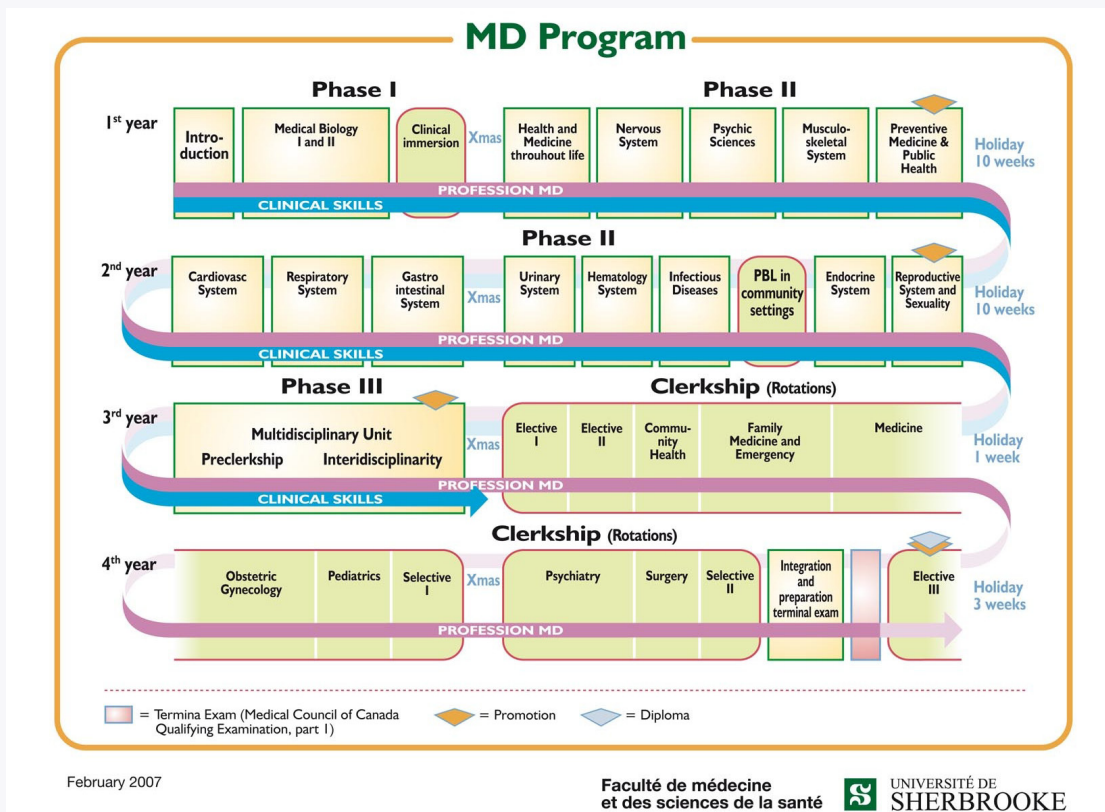 MD Program
Phase I
Phase II
1st year
Intro-
duction
Medical Biology
I and II
Clinical
immersion
Xmas
Health and
Medicine
throuhout life
Nervous
System
Psychic
Sciences
Musculo-
skeletal
System
Preventive
Medicine &
Public
Health
Holiday
10 weeks
PROFESSION MD
CLINICAL SKILLS
Phase II
2nd year
Cardiovasc
System
Respiratory
System
Gastro
intestinal
System
Xmas
Urinary
System
Hematology
System
Infectious
Diseases
PBL in
community
settings
Endocrine
System
Reproductive
System and
Sexuality
Holiday
10 weeks
PROFESSION MD
CLINICAL SKILLS
Phase III
Clerkship (Rotations)
3rd year
Multidisciplinary Unit
Preclerkship
Interidisciplinarity
Xmas
Elective
I
Elective
II
Commu-
nity
Health
Family
Medicine and
Emergency
Medicine
Holiday
1 week
PROFESSION MD
CLINICAL SKILLS
Clerkship (Rotations)
4th year
Obstetric
Gynecology
Pediatrics
Selective
I
Xmas
Psychiatry
Surgery
Selective
II
Integration
and
preparation
terminal exam
Elective
III
Holiday
3 weeks
PROFESSION MD
= Termina Exam (Medical Council of Canada
Qualifying Examination, part 1)
= Promotion
= Diploma
February 2007
Faculté de médecine
et des sciences de la santé
UNIVERSITÉ DE
SHERBROOKE